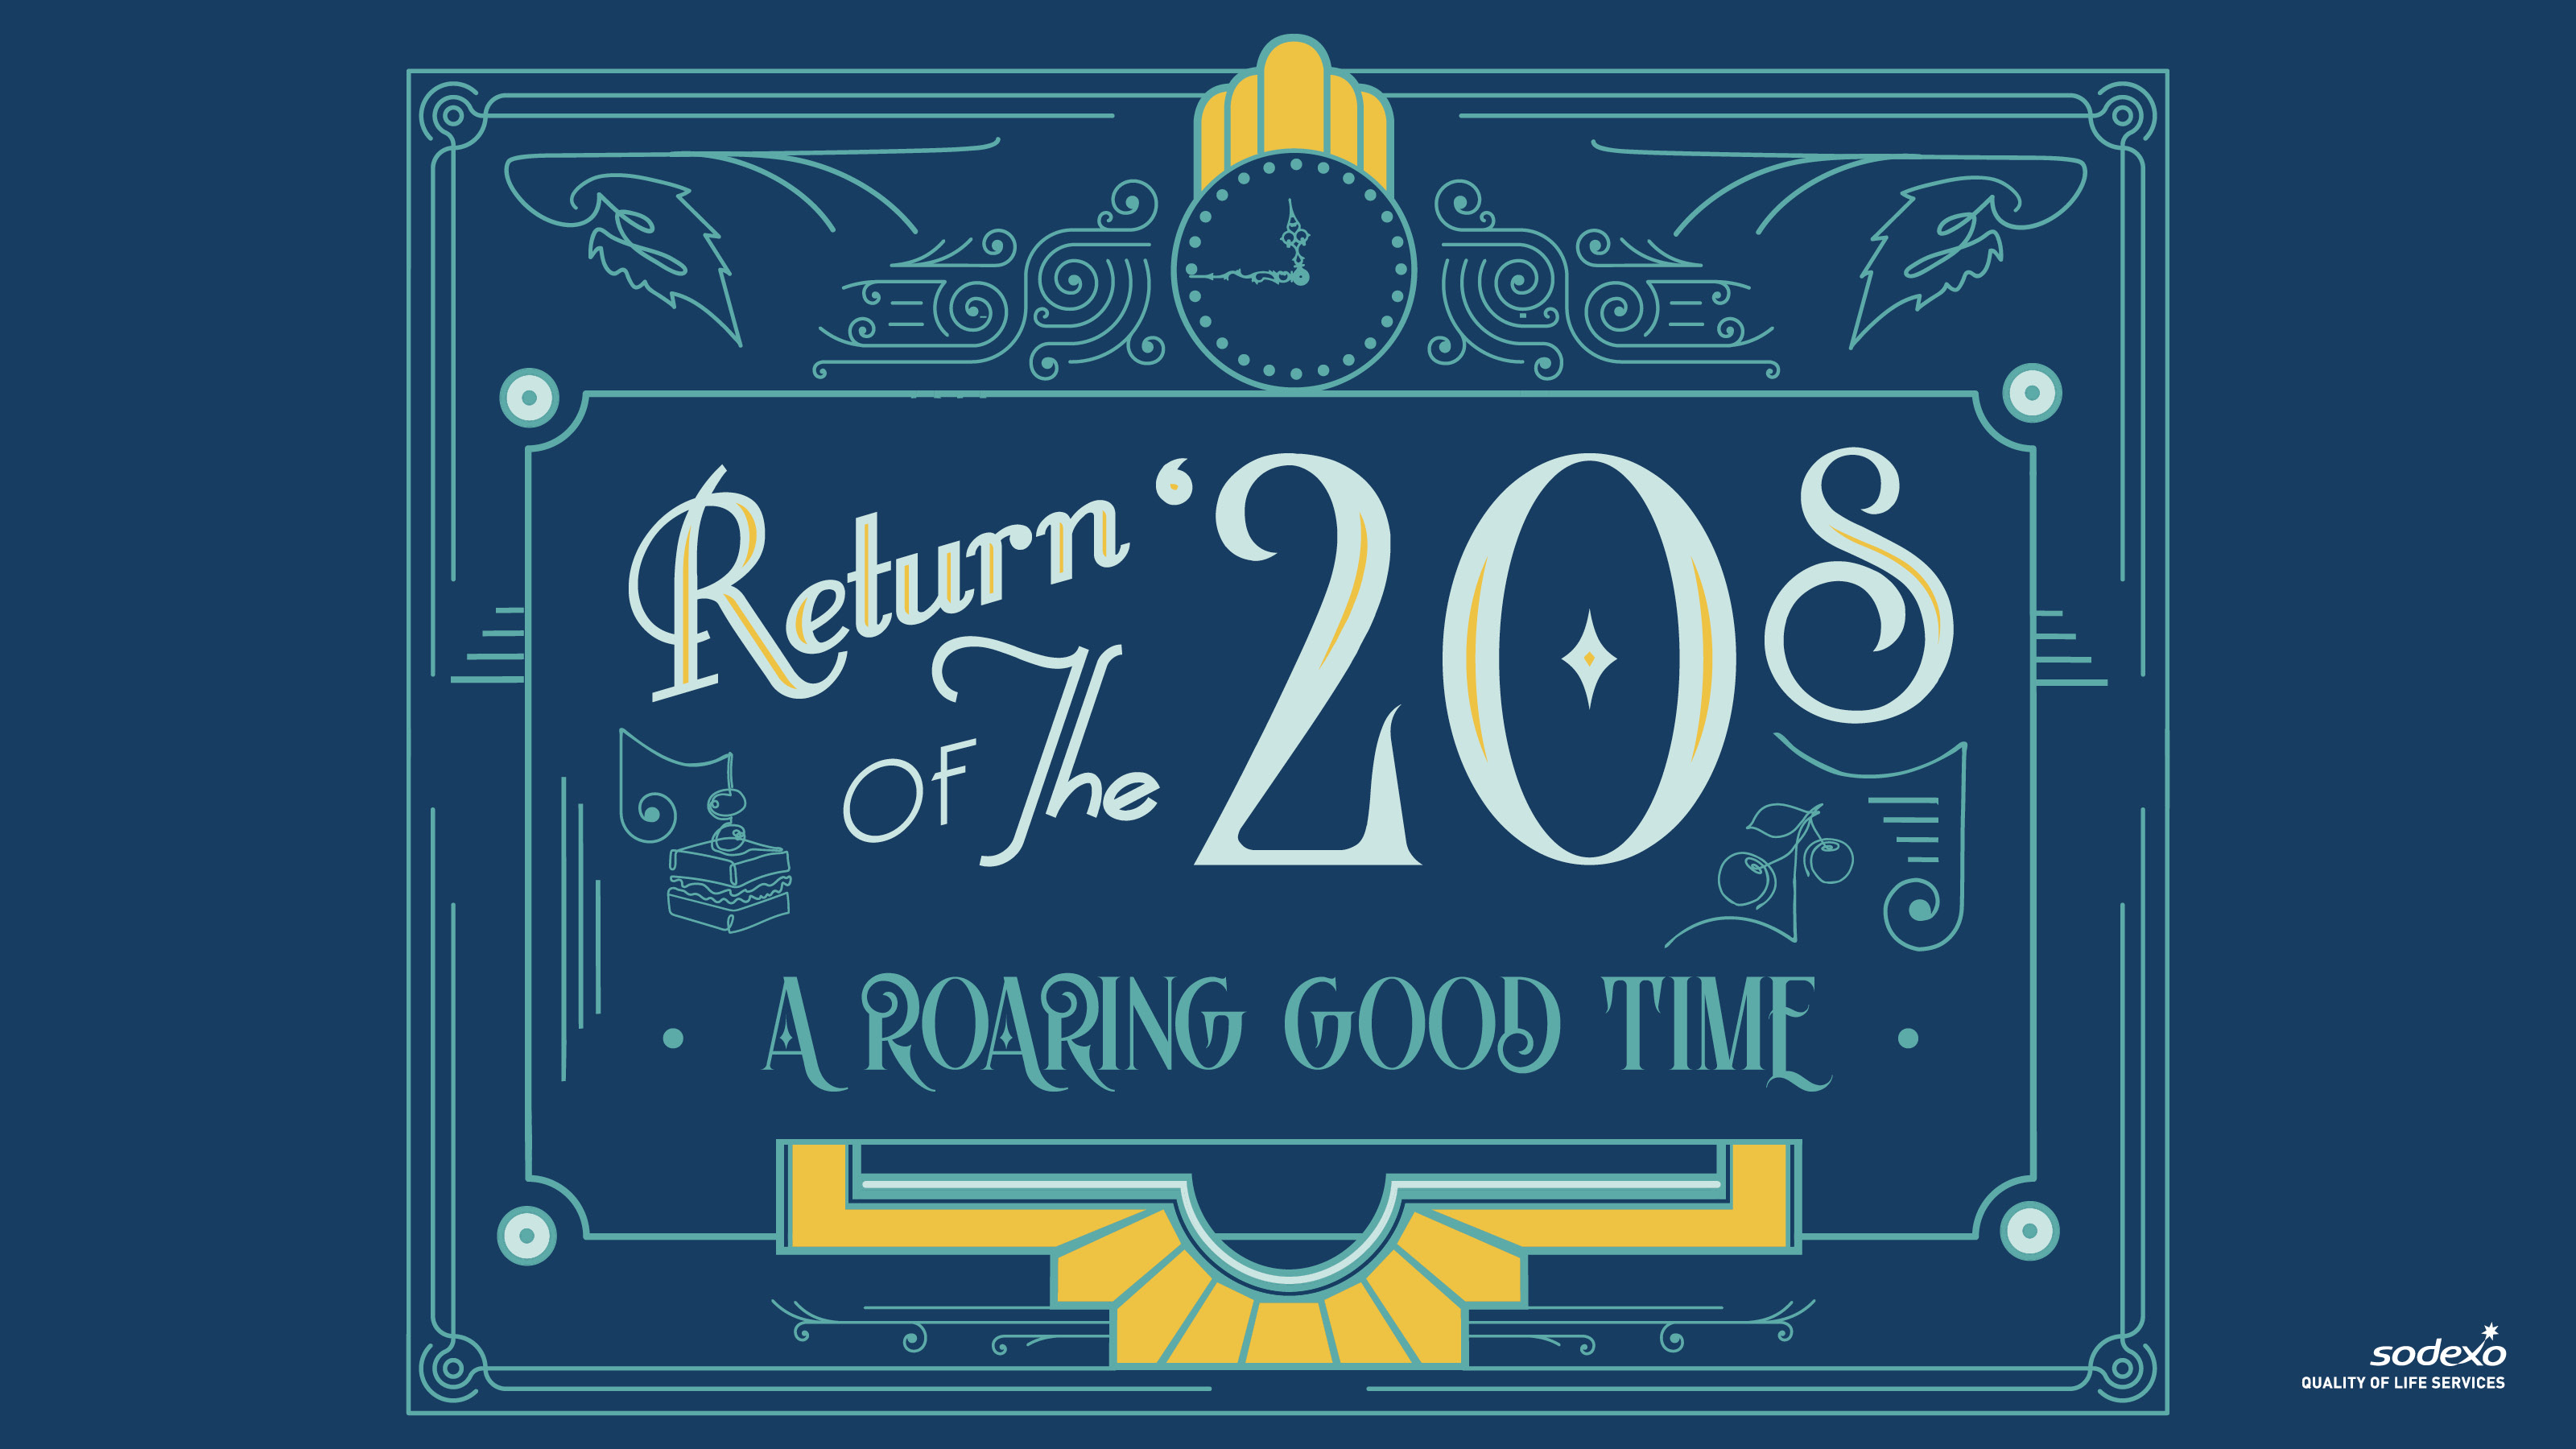 Return
of The
‘20s
A ROARING GOOD TIME
sodexo
QUALITY OF LIFE SERVICES